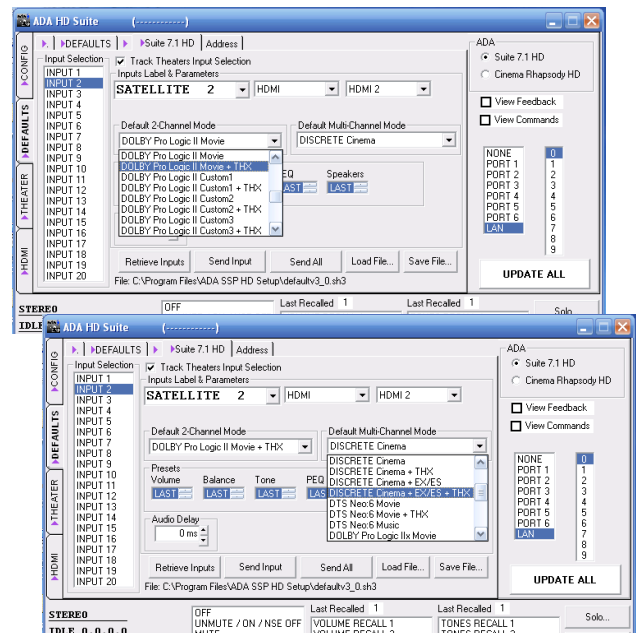 ADA HD Suite (------------)
CONFIG
DEFAULTS
THEATER
HDMI
DEFAULTS Suite 7.1 HD Address
Input Selection
INPUT 1
INPUT 2
INPUT 3
INPUT 4
INPUT 5
INPUT 6
INPUT 7
INPUT 8
INPUT 9
INPUT 10
INPUT 11
INPUT 12
INPUT 13
INPUT 14
INPUT 15
INPUT 16
INPUT 17
INPUT 18
INPUT 19
INPUT 20
Track Theaters Input Selection
Inputs Label & Parameters
SATELLITE 2 HDMI HDMI 2
Default 2-Channel Mode
DOLBY Pro Logic II Movie
DOLBY Pro Logic II Movie
DOLBY Pro Logic II Movie + THX
DOLBY Pro Logic II Custom1
DOLBY Pro Logic II Custom1 + THX
DOLBY Pro Logic II Custom2
DOLBY Pro Logic II Custom2 + THX
DOLBY Pro Logic II Custom3
DOLBY Pro Logic II Custom3 + THX
Default Multi-Channel Mode
DISCRETE Cinema
EQ Speakers
LAST LAST
Retrieve Inputs Send Input Send All Load File... Save File...
File: C:\Program Files\ADA SSP HD Setup\defaultv3_0.sh3
ADA
Suite 7.1 HD
Cinema Rhapsody HD
View Feedback
View Commands
NONE 0
PORT 1 1
PORT 2 2
PORT 3 3
PORT 4 4
PORT 5 5
PORT 6 6
LAN 7
8
9
UPDATE ALL
STEREO OFF Last Recalled 1 Last Recalled 1 Solo...
IDLE
ADA HD Suite (------------)
CONFIG
DEFAULTS
THEATER
HDMI
DEFAULTS Suite 7.1 HD Address
Input Selection
INPUT 1
INPUT 2
INPUT 3
INPUT 4
INPUT 5
INPUT 6
INPUT 7
INPUT 8
INPUT 9
INPUT 10
INPUT 11
INPUT 12
INPUT 13
INPUT 14
INPUT 15
INPUT 16
INPUT 17
INPUT 18
INPUT 19
INPUT 20
Track Theaters Input Selection
Inputs Label & Parameters
SATELLITE 2 HDMI HDMI 2
Default 2-Channel Mode
DOLBY Pro Logic II Movie + THX
Default Multi-Channel Mode
DISCRETE Cinema
DISCRETE Cinema
DISCRETE Cinema + THX
DISCRETE Cinema + EX/ES
DISCRETE Cinema + EX/ES + THX
DTS Neo:6 Movie
DTS Neo:6 Movie + THX
DTS Neo:6 Music
DOLBY Pro Logic IIx Movie
Presets
Volume Balance Tone PEQ
LAST LAST LAST LAS
Audio Delay
0 ms
Retrieve Inputs Send Input Send All Load File... Save File...
File: C:\Program Files\ADA SSP HD Setup\defaultv3_0.sh3
ADA
Suite 7.1 HD
Cinema Rhapsody HD
View Feedback
View Commands
NONE 0
PORT 1 1
PORT 2 2
PORT 3 3
PORT 4 4
PORT 5 5
PORT 6 6
LAN 7
8
9
UPDATE ALL
STEREO OFF Last Recalled 1 Last Recalled 1 Solo...
IDLE 0.0.0.0 UNMUTE / ON / NSE OFF VOLUME RECALL 1 TONES RECALL 1
MUTE VOLUME RECALL 2 TONES RECALL 2